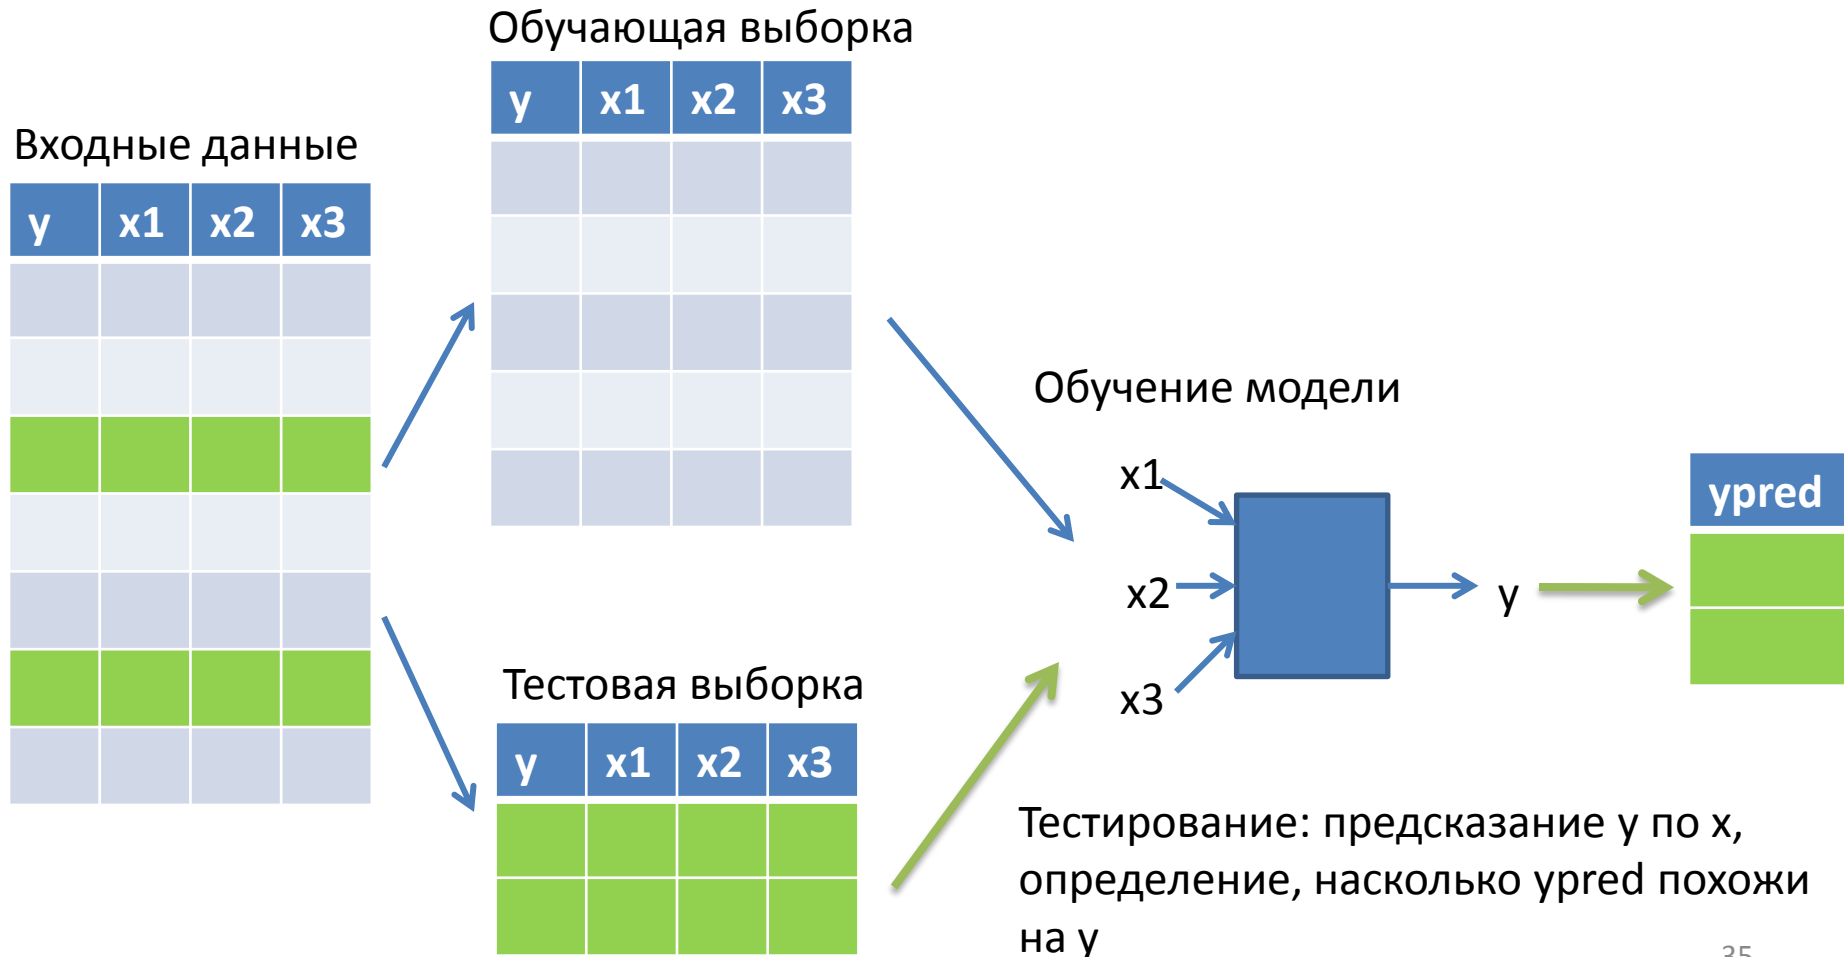 Обучающая выборка
y x1 x2 x3
Входные данные
y x1 x2 x3
Обучение модели
x1
x2
x3
y
ypred
Тестовая выборка
y x1 x2 x3
Тестирование: предсказание y по x,
определение, насколько ypred похожи
на y
35